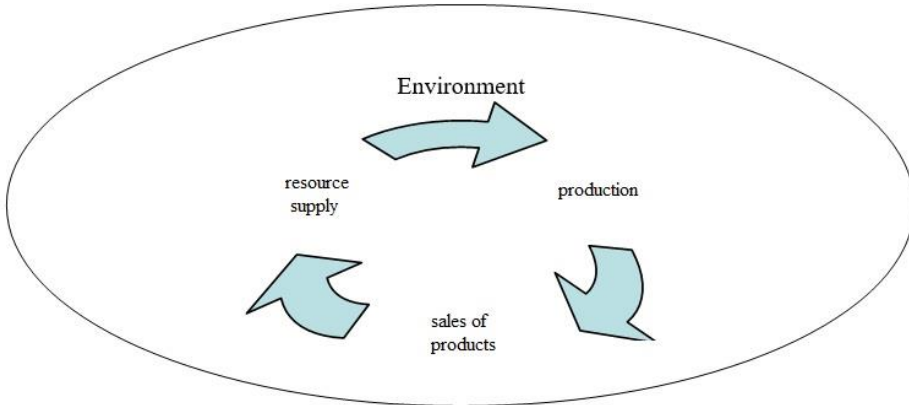 Environment
resource
supply
production
sales of
products